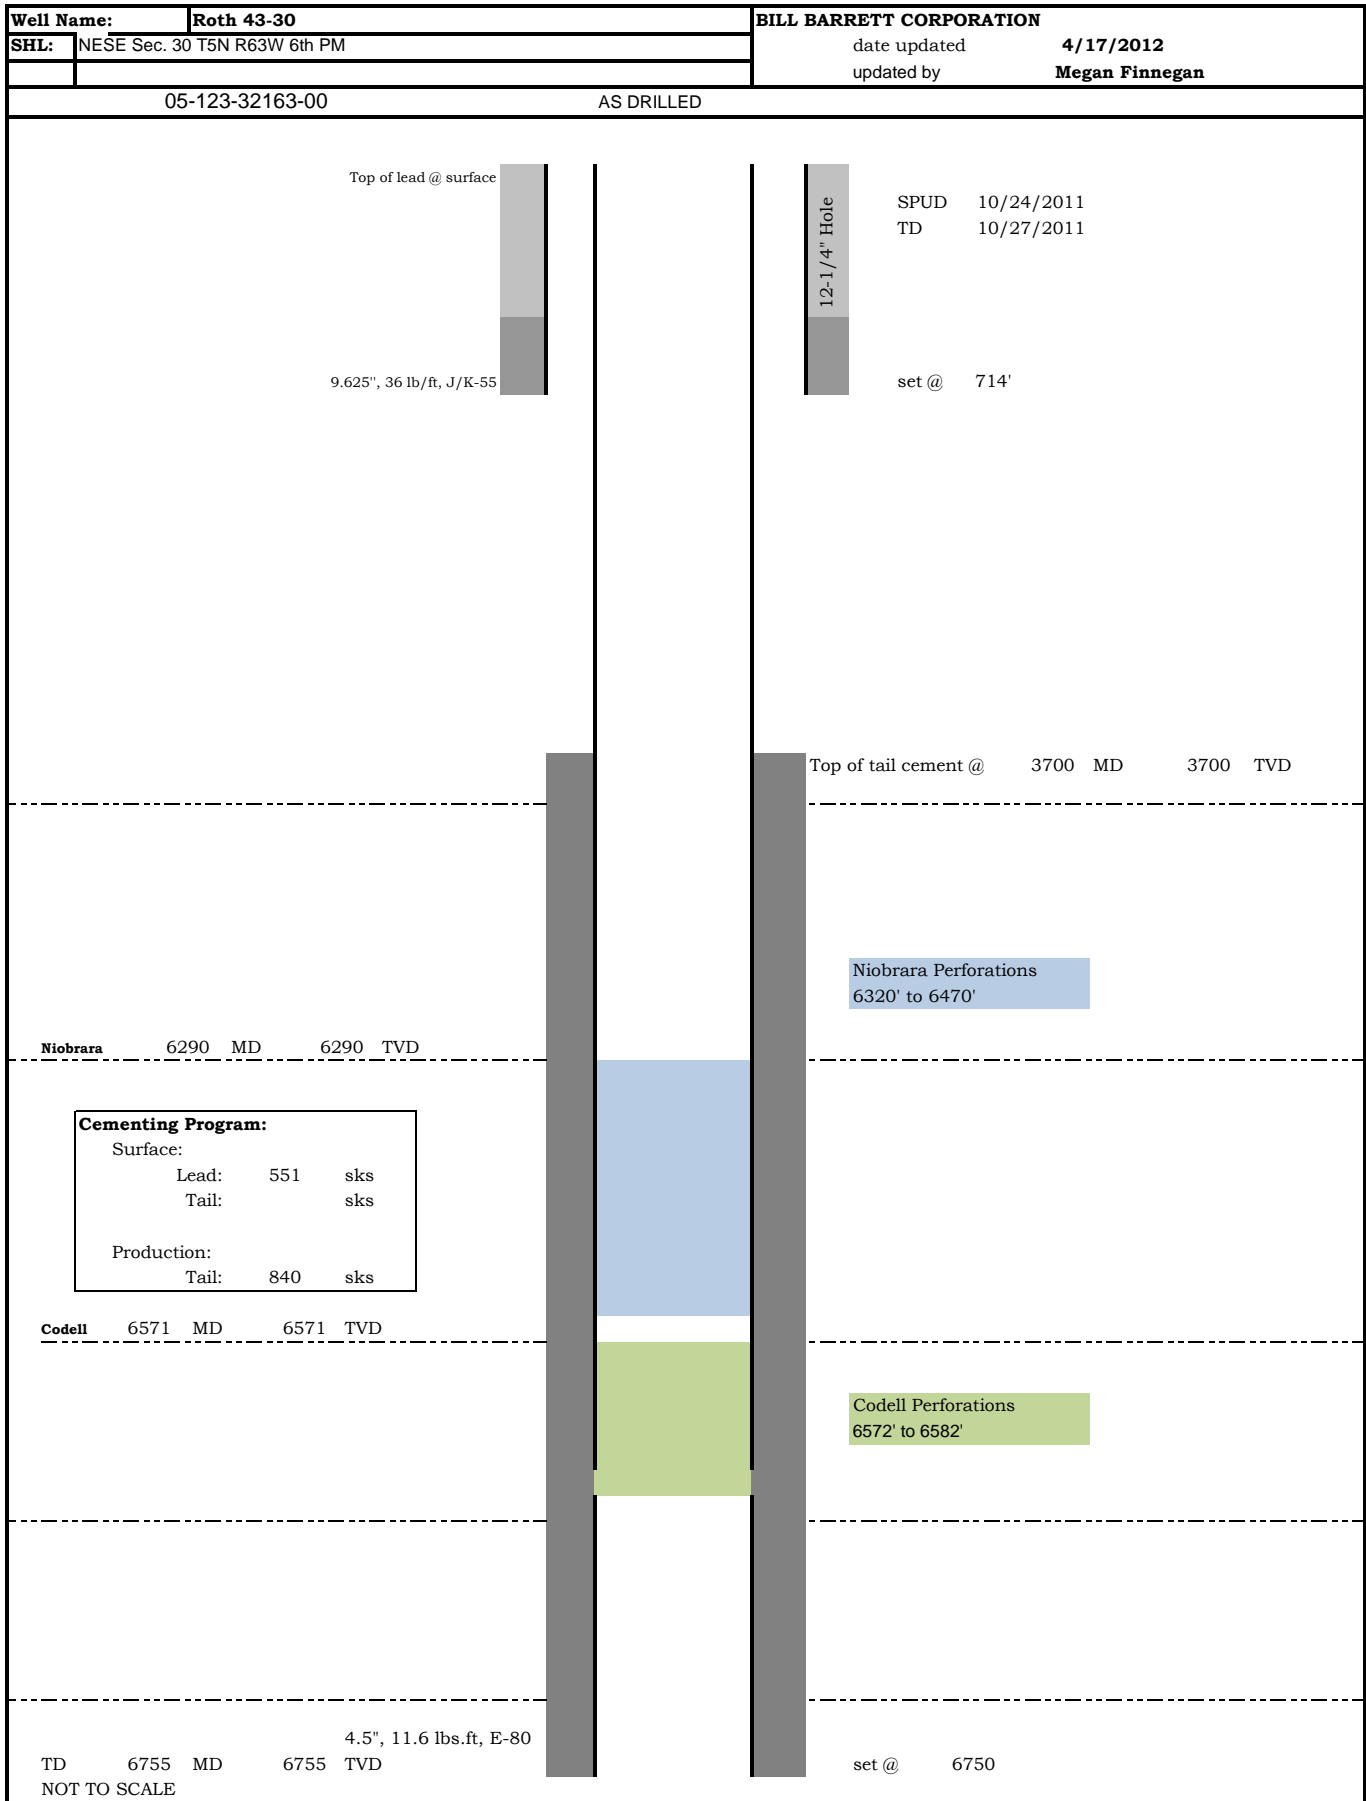 Well Name: Roth 43-30 BILL BARRETT CORPORATION
SHL: NESE Sec. 30 T5N R63W 6th PM date updated 4/17/2012
updated by Megan Finnegan
05-123-32163-00 AS DRILLED
Top of lead @ surface
12-1/4" Hole
SPUD 10/24/2011
TD 10/27/2011
9.625", 36 lb/ft, J/K-55 set @ 714'
Top of tail cement @ 3700 MD 3700 TVD
Niobrara Perforations
6320' to 6470'
Niobrara 6290 MD 6290 TVD
Cementing Program:
Surface:
Lead: 551 sks
Tail: sks
Production:
Tail: 840 sks
Codell 6571 MD 6571 TVD
Codell Perforations
6572' to 6582'
4.5", 11.6 lbs.ft, E-80
TD 6755 MD 6755 TVD set @ 6750
NOT TO SCALE